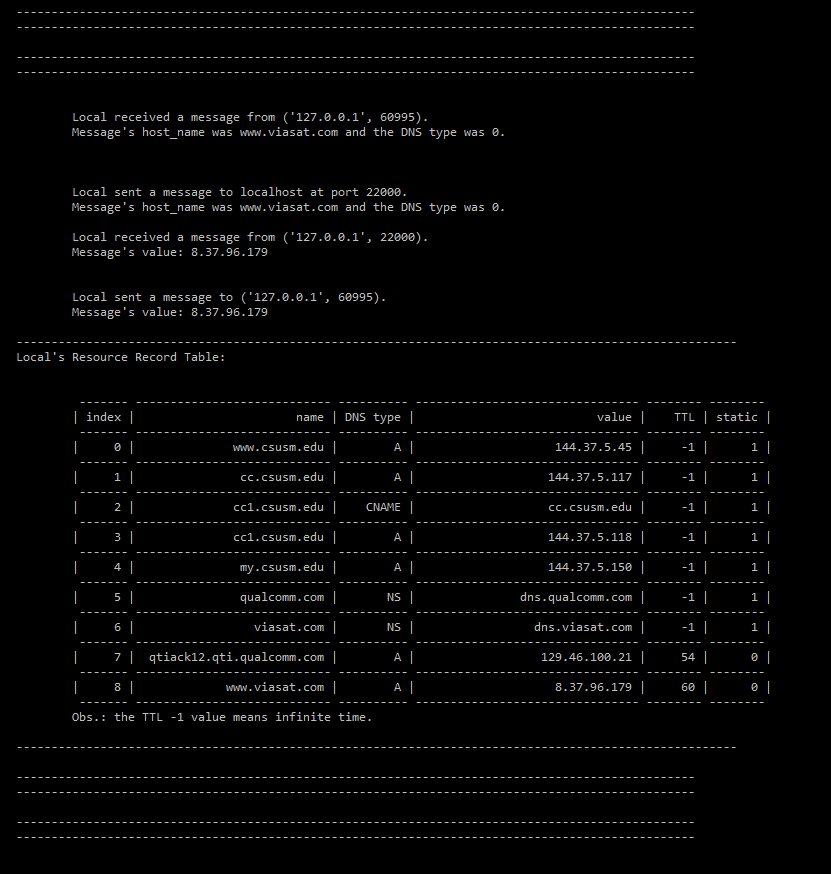 -------------------------------------------------------------------------------------------------
-------------------------------------------------------------------------------------------------
-------------------------------------------------------------------------------------------------
-------------------------------------------------------------------------------------------------
Local received a message from ('127.0.0.1', 60995).
Message's host_name was www.viasat.com and the DNS type was 0.
Local sent a message to localhost at port 22000.
Message's host_name was www.viasat.com and the DNS type was 0.
Local received a message from ('127.0.0.1', 22000).
Message's value: 8.37.96.179
Local sent a message to ('127.0.0.1', 60995).
Message's value: 8.37.96.179
-------------------------------------------------------------------------------------------------------
Local's Resource Record Table:
 ------- ---------------------------- ---------- -------------------------------- -------- --------
| index |                       name | DNS type |                          value |    TTL | static |
 ------- ---------------------------- ---------- -------------------------------- -------- --------
|     0 |              www.csusm.edu |        A |                    144.37.5.45 |     -1 |      1 |
 ------- ---------------------------- ---------- -------------------------------- -------- --------
|     1 |               cc.csusm.edu |        A |                   144.37.5.117 |     -1 |      1 |
 ------- ---------------------------- ---------- -------------------------------- -------- --------
|     2 |              cc1.csusm.edu |    CNAME |                   cc.csusm.edu |     -1 |      1 |
 ------- ---------------------------- ---------- -------------------------------- -------- --------
|     3 |              cc1.csusm.edu |        A |                   144.37.5.118 |     -1 |      1 |
 ------- ---------------------------- ---------- -------------------------------- -------- --------
|     4 |               my.csusm.edu |        A |                   144.37.5.150 |     -1 |      1 |
 ------- ---------------------------- ---------- -------------------------------- -------- --------
|     5 |               qualcomm.com |       NS |               dns.qualcomm.com |     -1 |      1 |
 ------- ---------------------------- ---------- -------------------------------- -------- --------
|     6 |                 viasat.com |       NS |                 dns.viasat.com |     -1 |      1 |
 ------- ---------------------------- ---------- -------------------------------- -------- --------
|     7 |  qtiack12.qti.qualcomm.com |        A |                  129.46.100.21 |     54 |      0 |
 ------- ---------------------------- ---------- -------------------------------- -------- --------
|     8 |             www.viasat.com |        A |                    8.37.96.179 |     60 |      0 |
 ------- ---------------------------- ---------- -------------------------------- -------- --------
Obs.: the TTL -1 value means infinite time.
-------------------------------------------------------------------------------------------------------
-------------------------------------------------------------------------------------------------
-------------------------------------------------------------------------------------------------
-------------------------------------------------------------------------------------------------
-------------------------------------------------------------------------------------------------